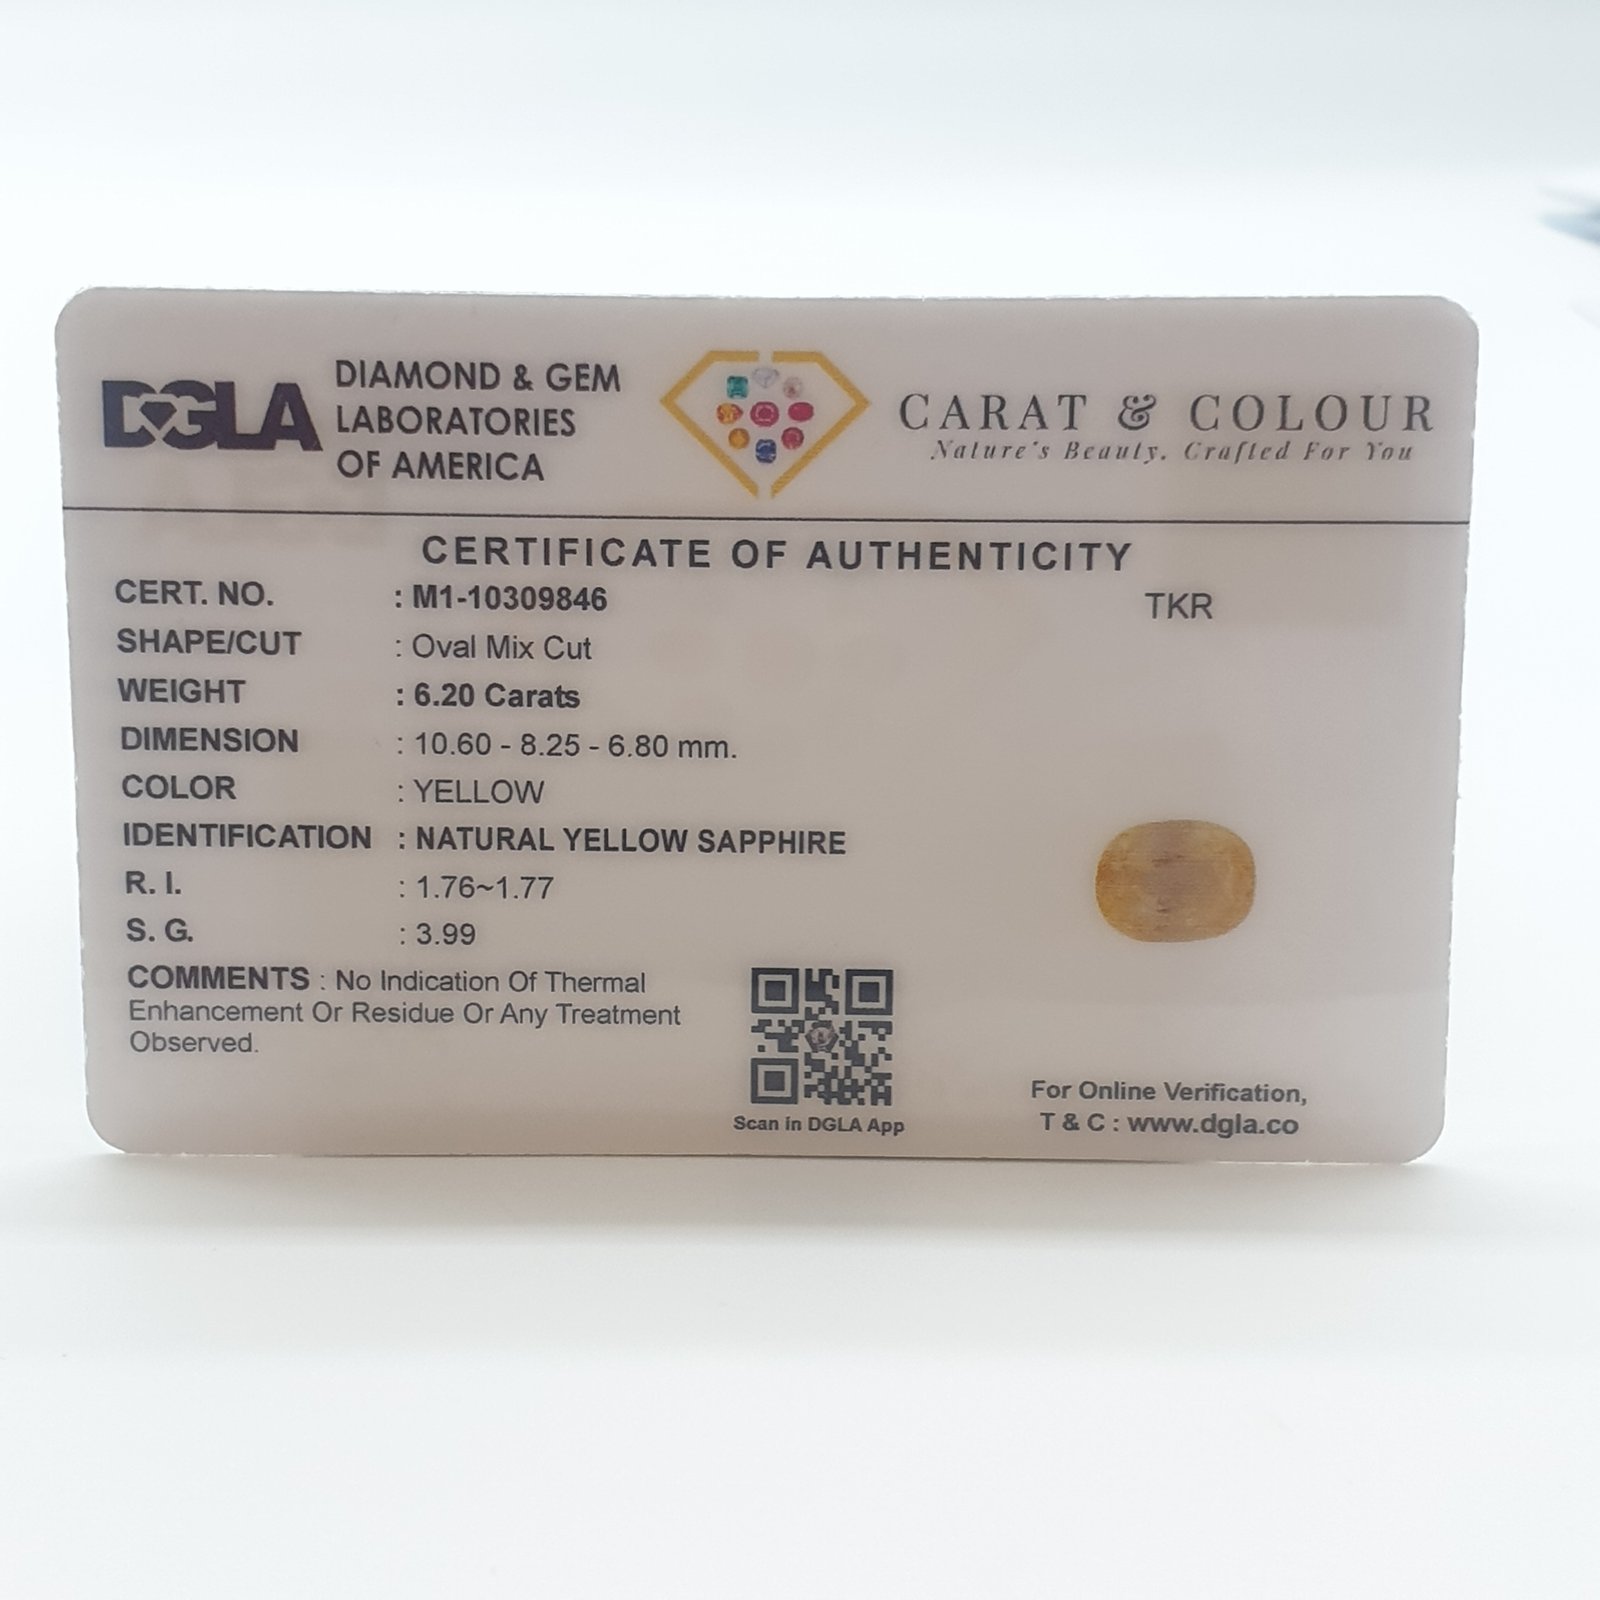 DGLA
DIAMOND & GEM
LABORATORIES
OF AMERICA
CARAT & COLOUR
Nature's Beauty, Crafted For You
CERTIFICATE OF AUTHENTICITY
CERT. NO. : M1-10309846
TKR
SHAPE/CUT : Oval Mix Cut
WEIGHT : 6.20 Carats
DIMENSION : 10.60 - 8.25 - 6.80 mm.
COLOR : YELLOW
IDENTIFICATION : NATURAL YELLOW SAPPHIRE
R. I. : 1.76~1.77
S. G. : 3.99
COMMENTS : No Indication Of Thermal
Enhancement Or Residue Or Any Treatment
Observed.
Scan in DGLA App
For Online Verification,
T & C : www.dgla.co